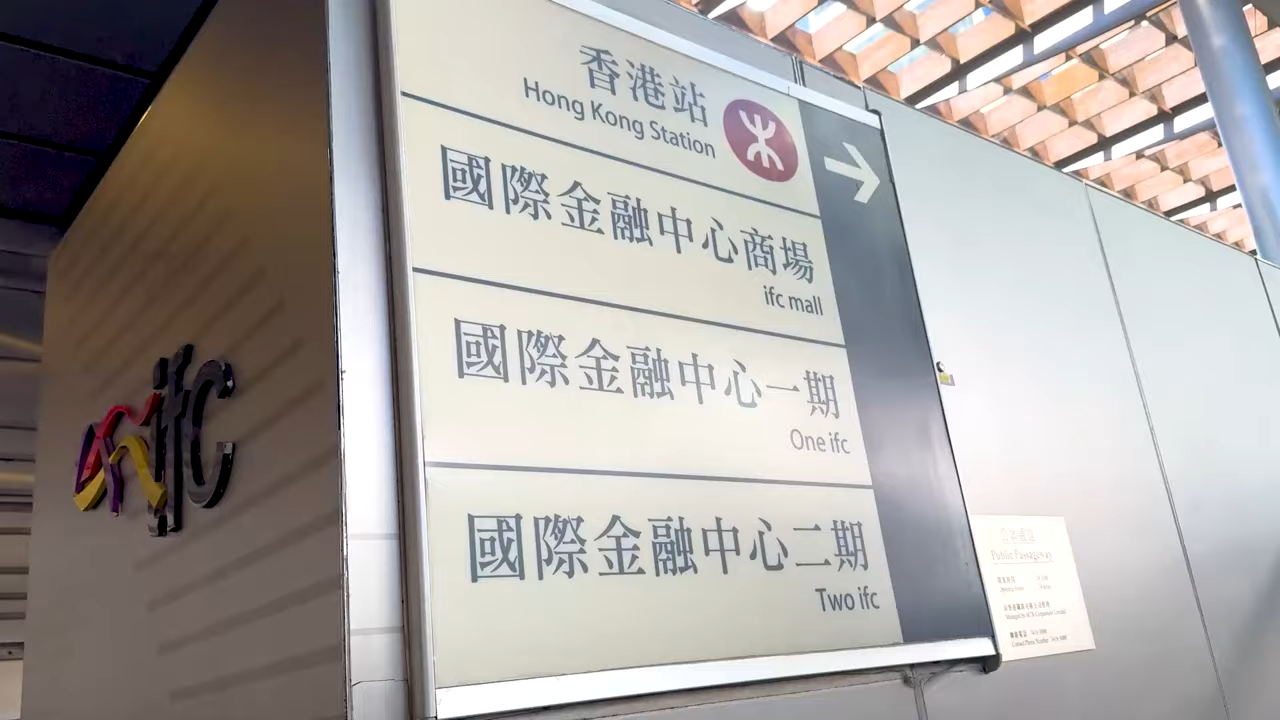 香港站
Hong Kong Station
國際金融中心商場
ifc mall
國際金融中心一期
One ifc
國際金融中心二期
Two ifc
ifc
Public Passageway